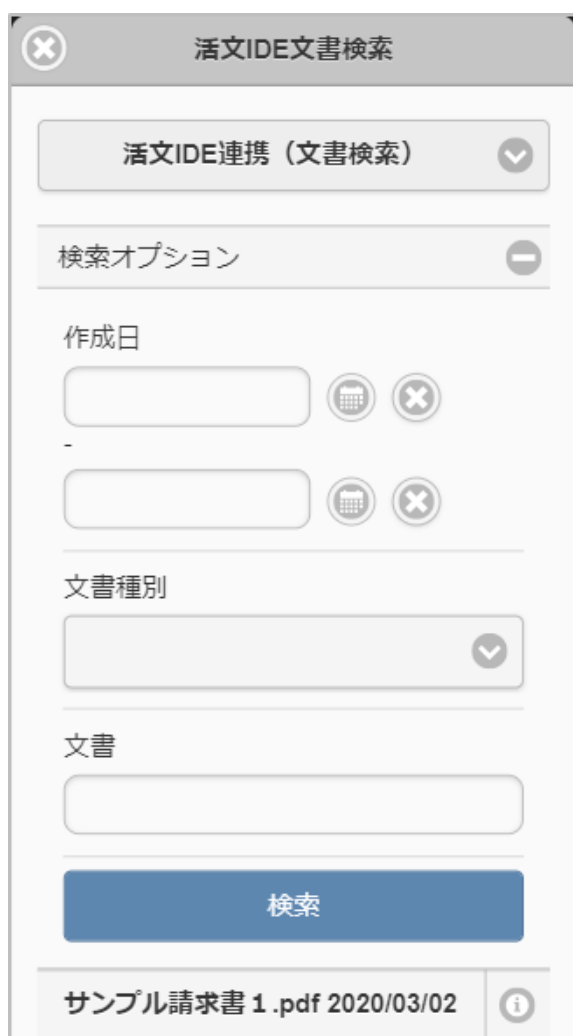 活文IDE文書検索
活文IDE連携（文書検索）
検索オプション
作成日
-
文書種別
文書
検索
サンプル請求書１.pdf 2020/03/02